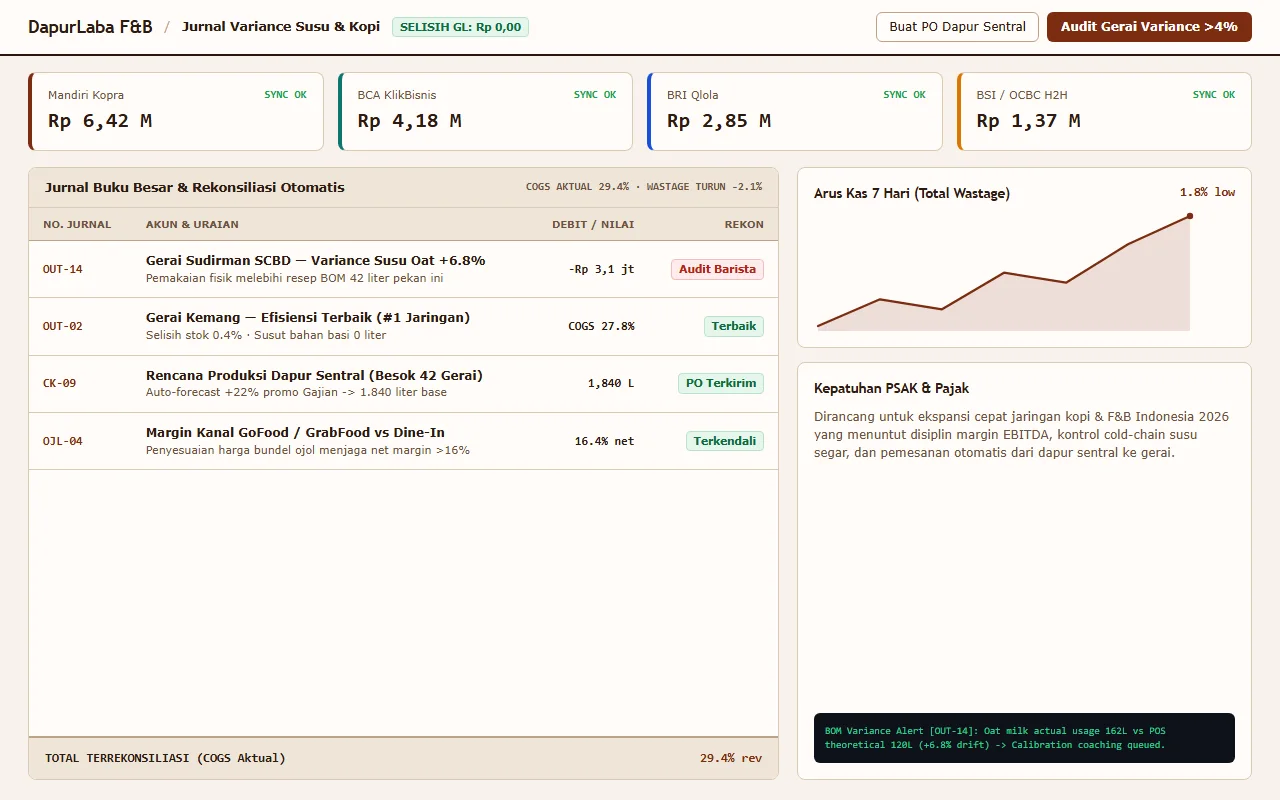 DapurLaba F&B / Jurnal Variance Susu & Kopi SELISIH GL: Rp 0,00 Buat PO Dapur Sentral Audit Gerai Variance >4%
Mandiri Kopra SYNC OK
Rp 6,42 M
BCA KlikBisnis SYNC OK
Rp 4,18 M
BRI Qlola SYNC OK
Rp 2,85 M
BSI / OCBC H2H SYNC OK
Rp 1,37 M
Jurnal Buku Besar & Rekonsiliasi Otomatis COGS AKTUAL 29.4% · WASTAGE TURUN -2.1%
NO. JURNAL AKUN & URAIAN DEBIT / NILAI REKON
OUT-14 Gerai Sudirman SCBD — Variance Susu Oat +6.8% -Rp 3,1 jt Audit Barista
Pemakaian fisik melebihi resep BOM 42 liter pekan ini
OUT-02 Gerai Kemang — Efisiensi Terbaik (#1 Jaringan) COGS 27.8% Terbaik
Selisih stok 0.4% · Susut bahan basi 0 liter
CK-09 Rencana Produksi Dapur Sentral (Besok 42 Gerai) 1,840 L PO Terkirim
Auto-forecast +22% promo Gajian -> 1.840 liter base
OJL-04 Margin Kanal GoFood / GrabFood vs Dine-In 16.4% net Terkendali
Penyesuaian harga bundel ojol menjaga net margin >16%
TOTAL TERREKONSILIASI (COGS Aktual) 29.4% rev
Arus Kas 7 Hari (Total Wastage) 1.8% low
Kepatuhan PSAK & Pajak
Dirancang untuk ekspansi cepat jaringan kopi & F&B Indonesia 2026
yang menuntut disiplin margin EBITDA, kontrol cold-chain susu
segar, dan pemesanan otomatis dari dapur sentral ke gerai.
BOM Variance Alert [OUT-14]: Oat milk actual usage 162L vs POS
theoretical 120L (+6.8% drift) -> Calibration coaching queued.